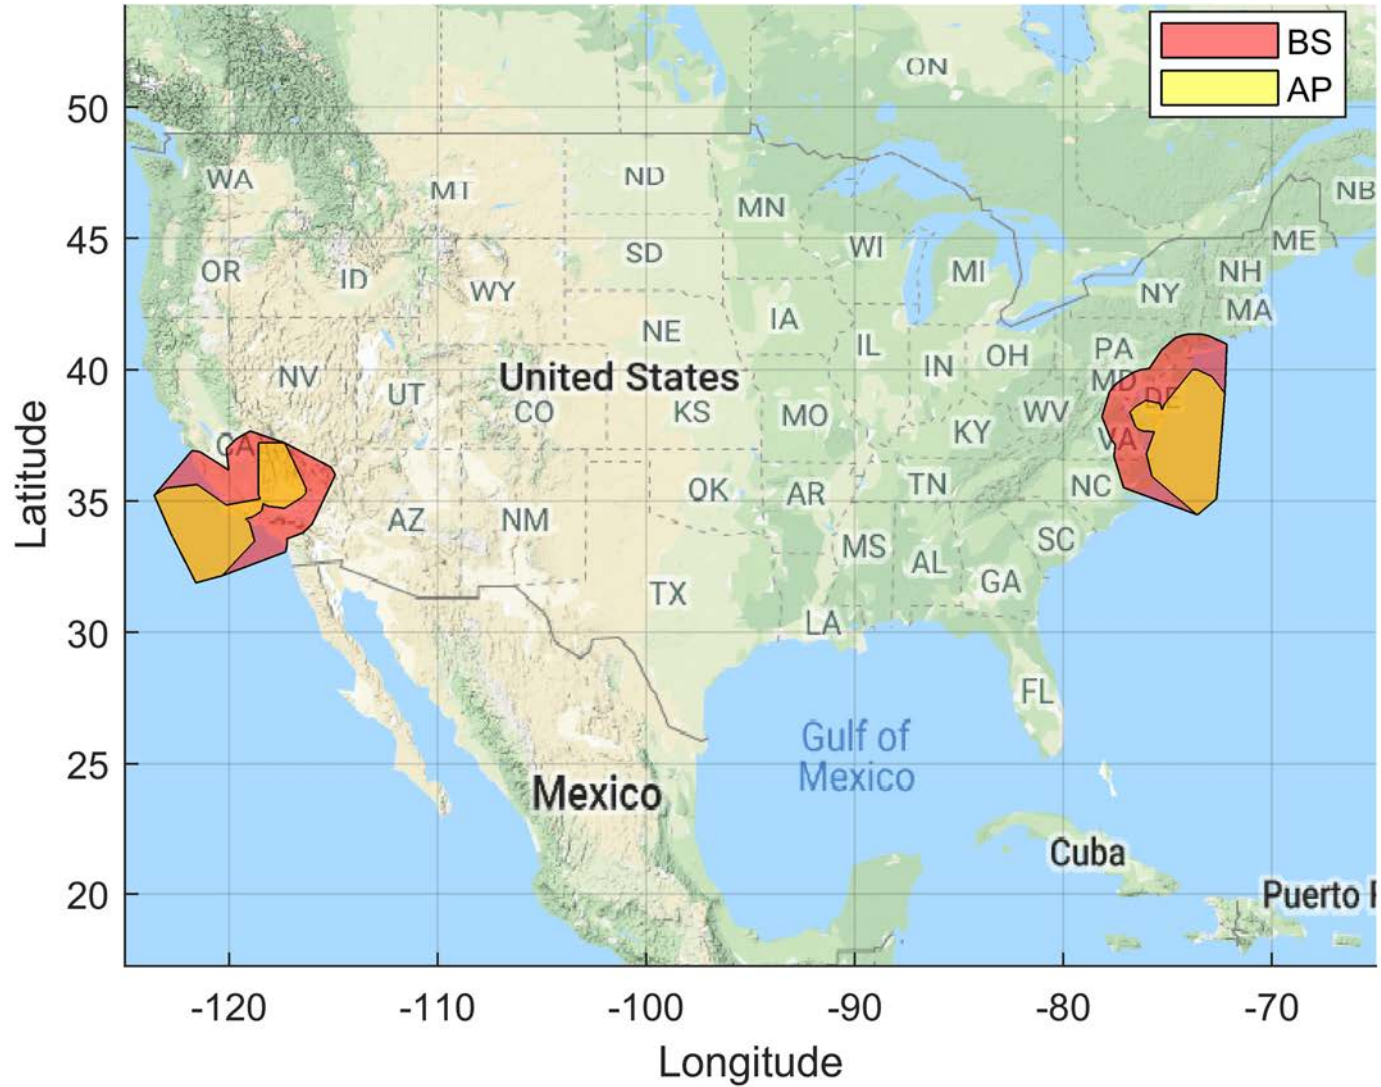 BS
AP
ON
WA
MT
ND
MN
NB
OR
ID
SD
WI
MI
ME
NH
WY
NY
MA
NE
IA
IL
IN
OH
PA
NV
UT
United States
MD
DE
CO
KS
MO
WV
KY
VA
CA
OK
AR
TN
NC
AZ
NM
MS
AL
SC
TX
GA
LA
FL
Gulf of
Mexico
Mexico
Cuba
Puerto
50
45
40
35
30
25
20
Latitude
-120
-110
-100
-90
-80
-70
Longitude